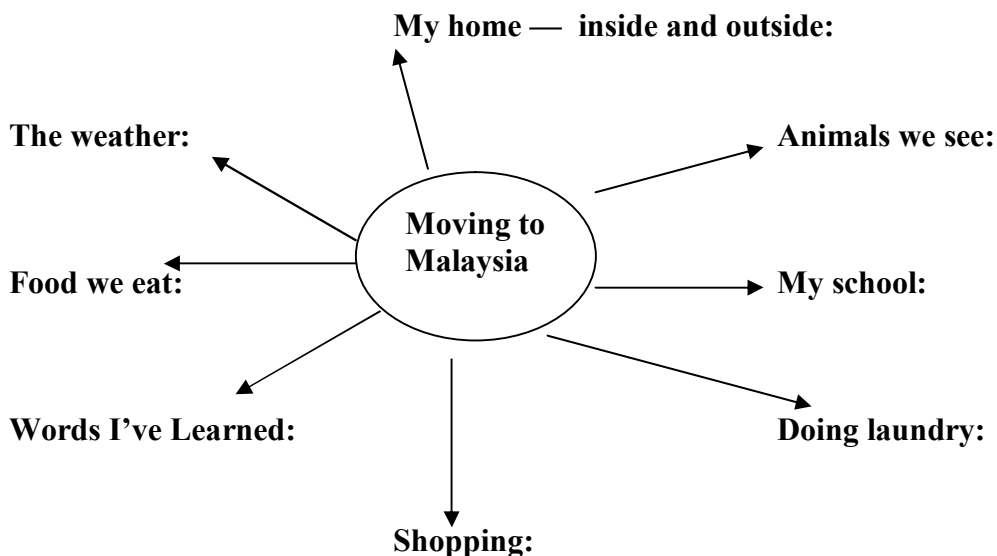 My home — inside and outside:
The weather:
Animals we see:
Moving to
Malaysia
Food we eat:
My school:
Words I’ve Learned:
Doing laundry:
Shopping: